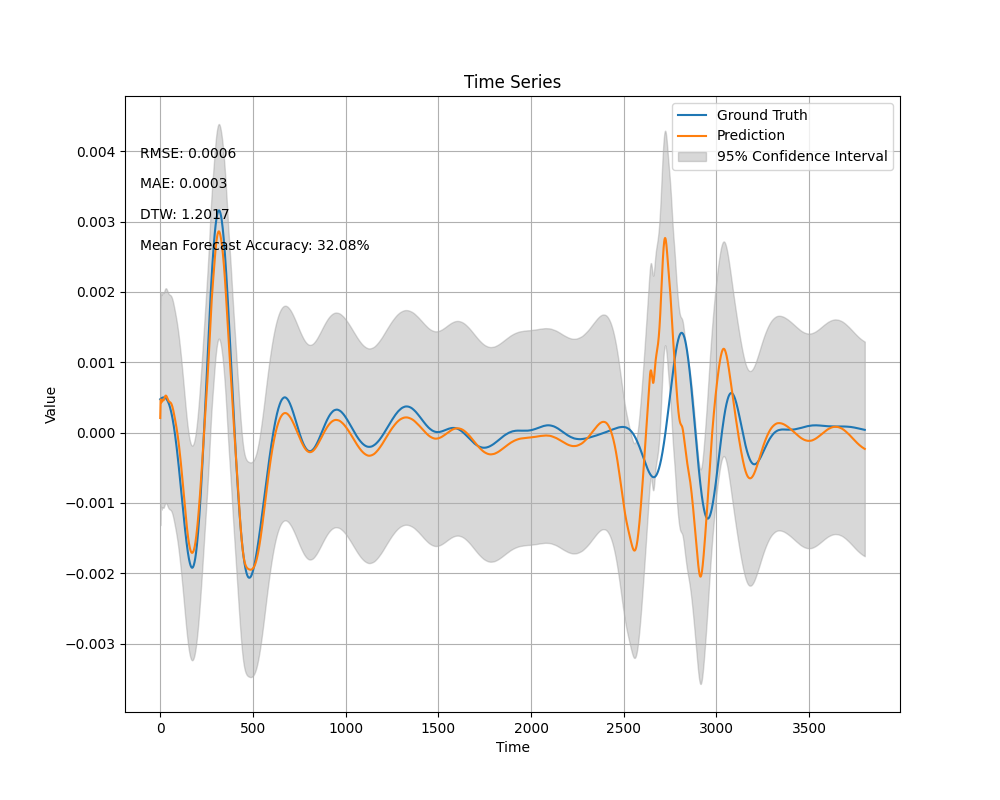 Time Series
Ground Truth
Prediction
95% Confidence Interval
RMSE: 0.0006
MAE: 0.0003
DTW: 1.2017
Mean Forecast Accuracy: 32.08%
Value
0.004
0.003
0.002
0.001
0.000
−0.001
−0.002
−0.003
0 500 1000 1500 2000 2500 3000 3500
Time